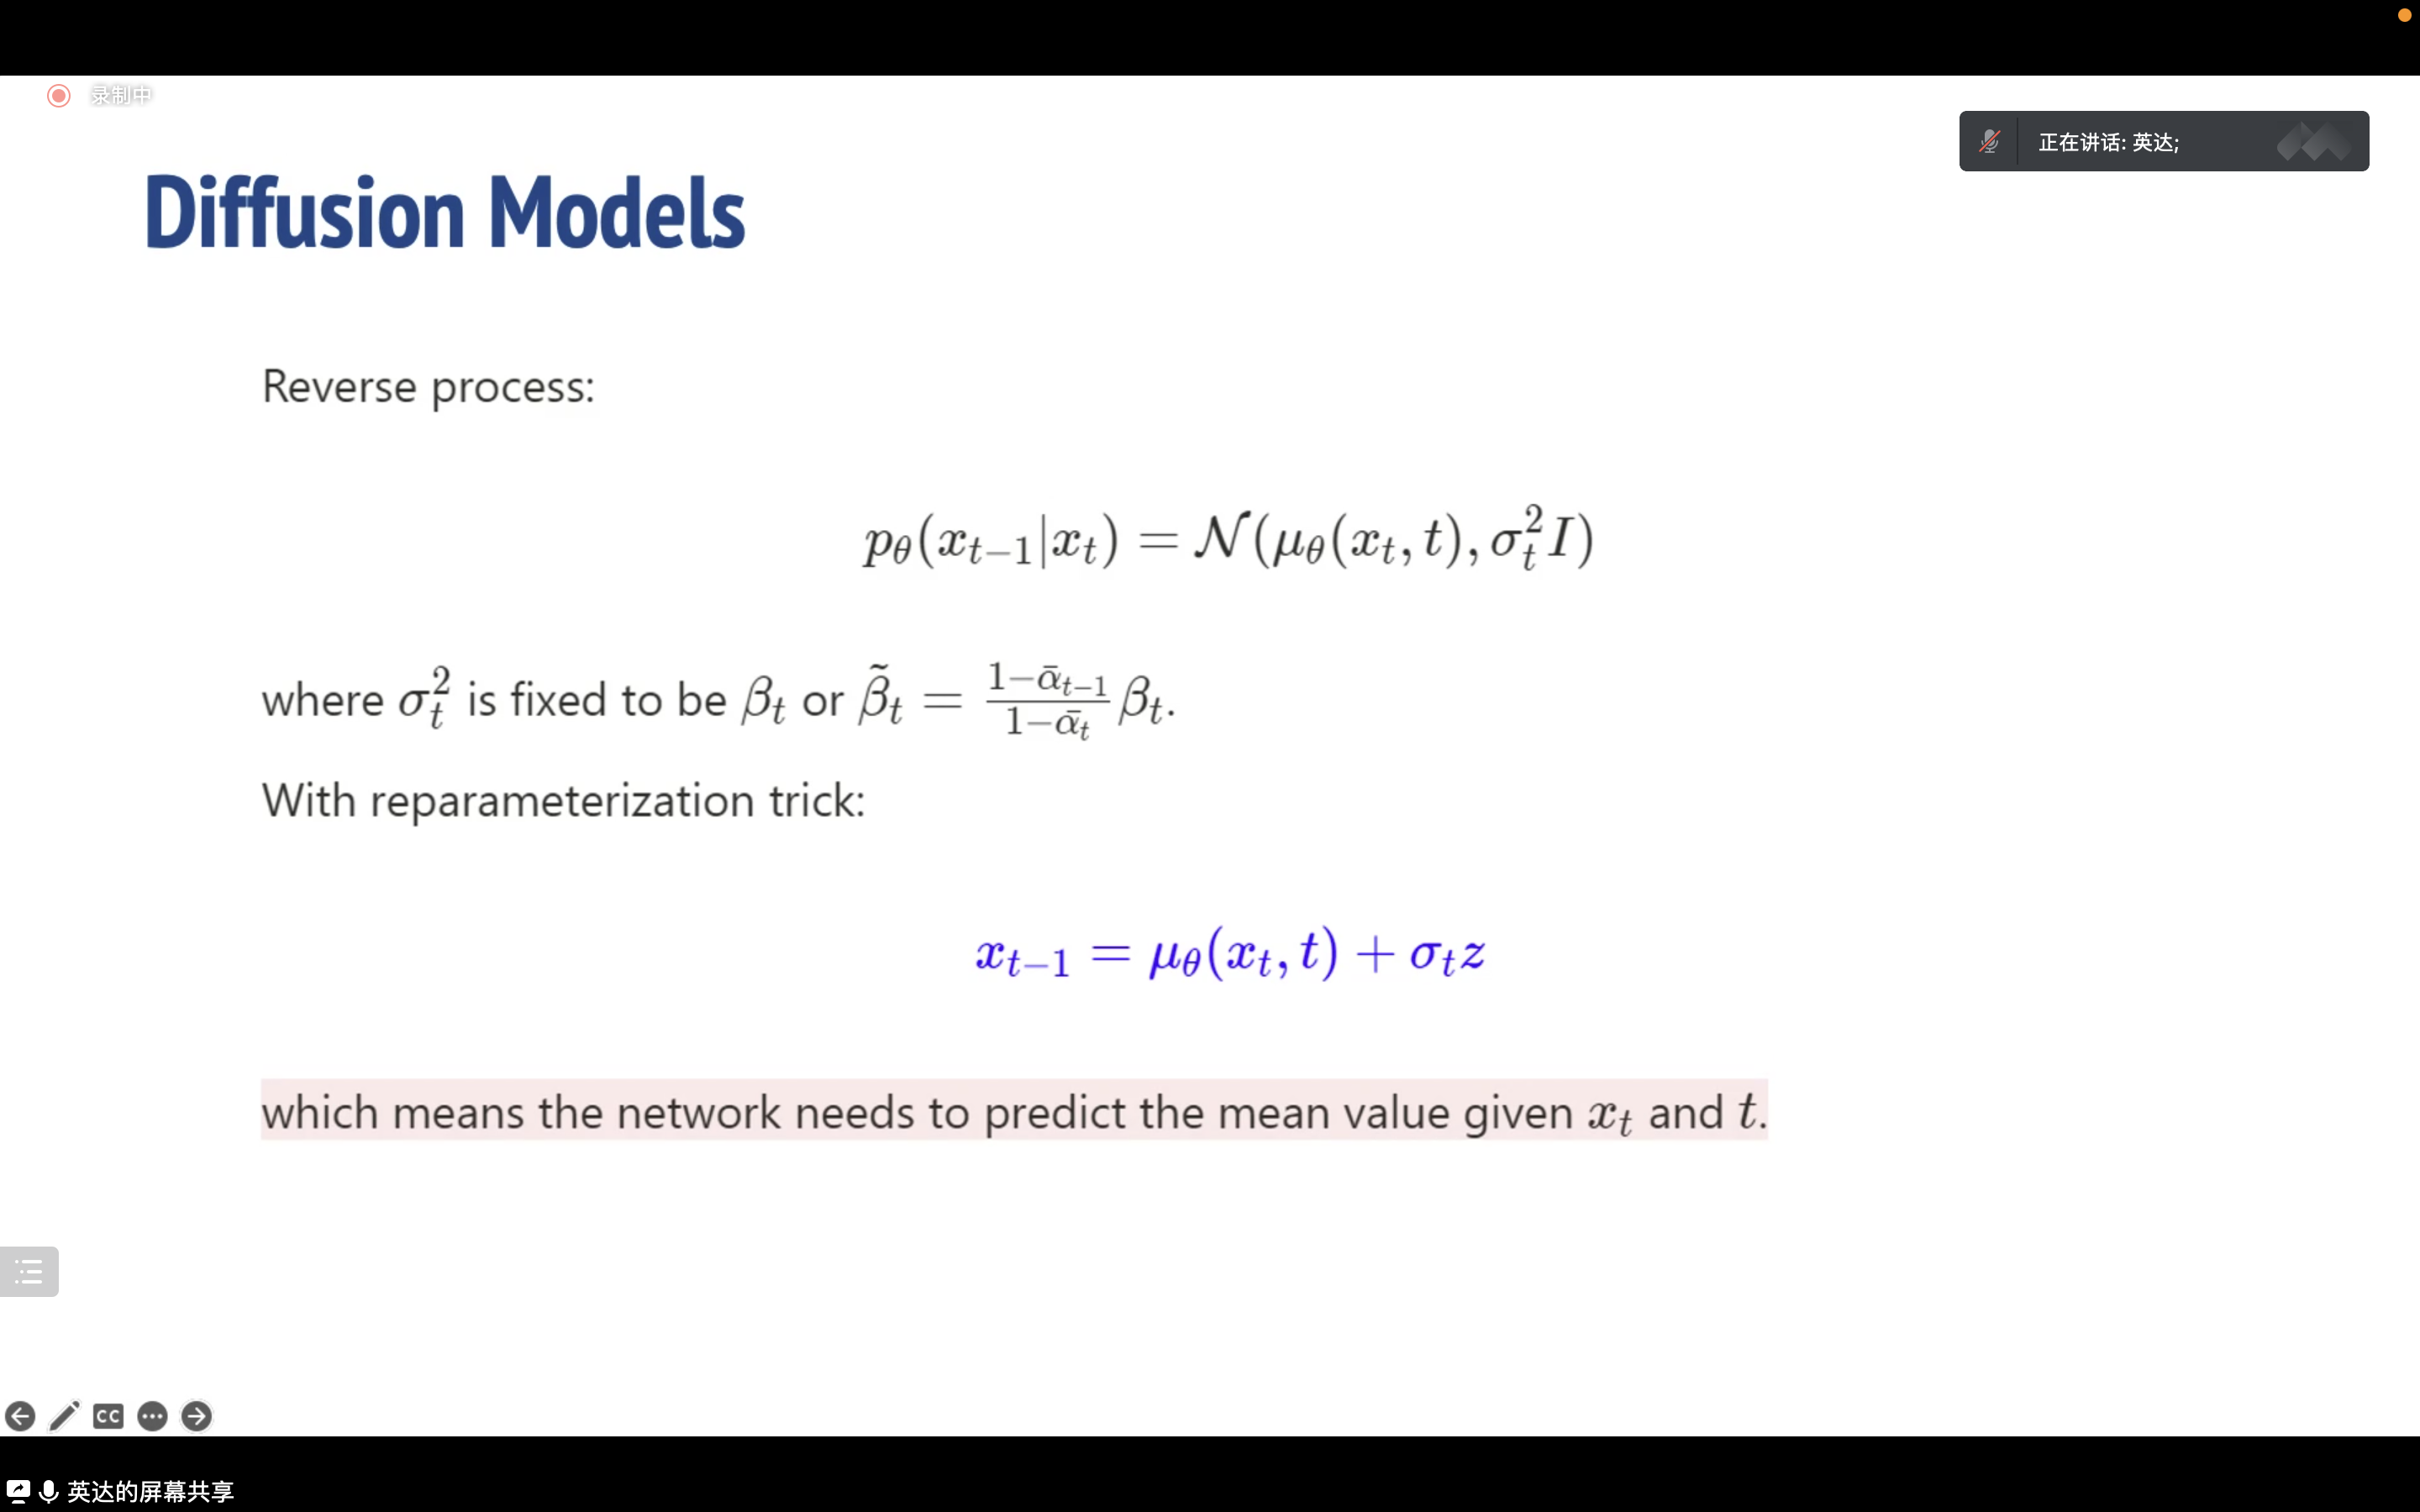 录制中
正在讲话: 英达;
Diffusion Models
Reverse process:
$p_\theta(x_{t-1}|x_t) = \mathcal{N}(\mu_\theta(x_t, t), \sigma_t^2 I)$
where $\sigma_t^2$ is fixed to be $\beta_t$ or $\tilde{\beta}_t = \frac{1-\bar{\alpha}_{t-1}}{1-\bar{\alpha}_t}\beta_t$.
With reparameterization trick:
$x_{t-1} = \mu_\theta(x_t, t) + \sigma_t z$
which means the network needs to predict the mean value given $x_t$ and $t$.
CC
英达的屏幕共享